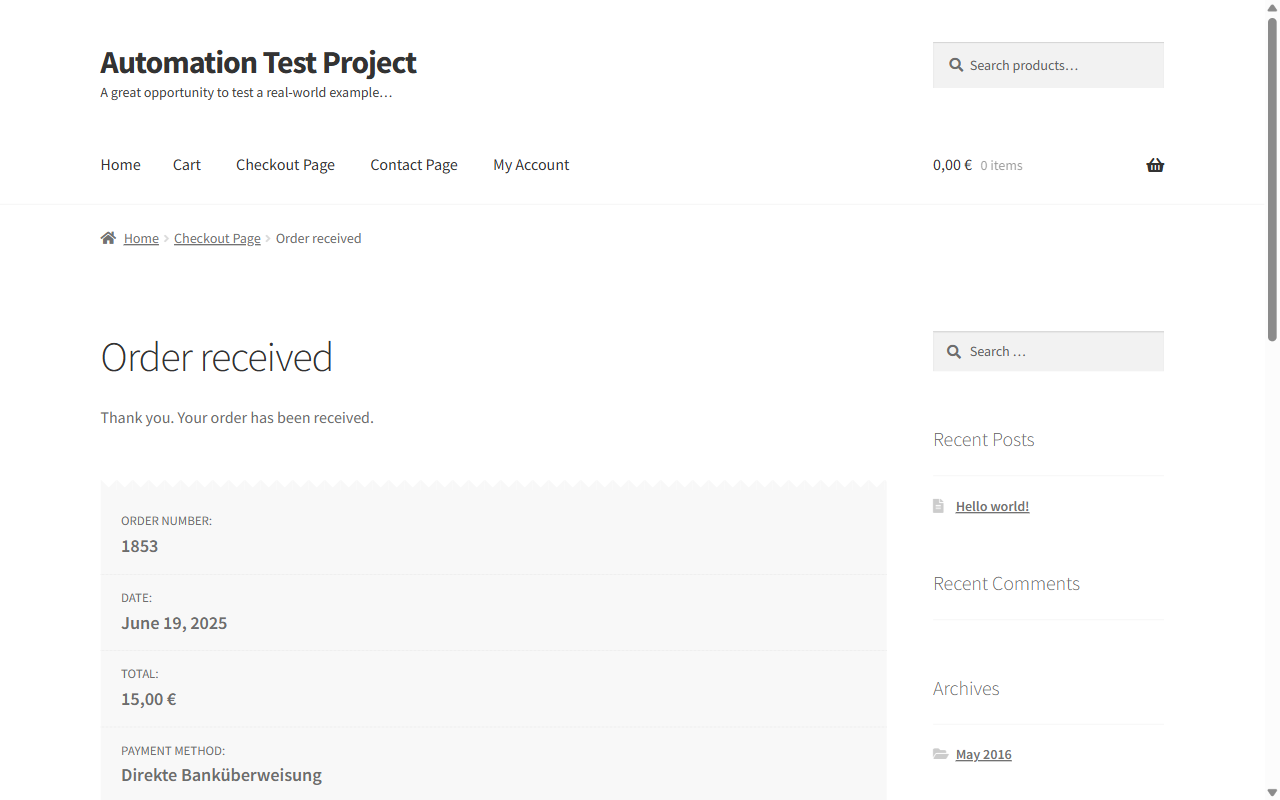 Automation Test Project
A great opportunity to test a real-world example…
Search products…
Home Cart Checkout Page Contact Page My Account
0,00 € 0 items
Home Checkout Page Order received
Order received
Thank you. Your order has been received.
ORDER NUMBER:
1853
DATE:
June 19, 2025
TOTAL:
15,00 €
PAYMENT METHOD:
Direkte Banküberweisung
Search …
Recent Posts
Hello world!
Recent Comments
Archives
May 2016